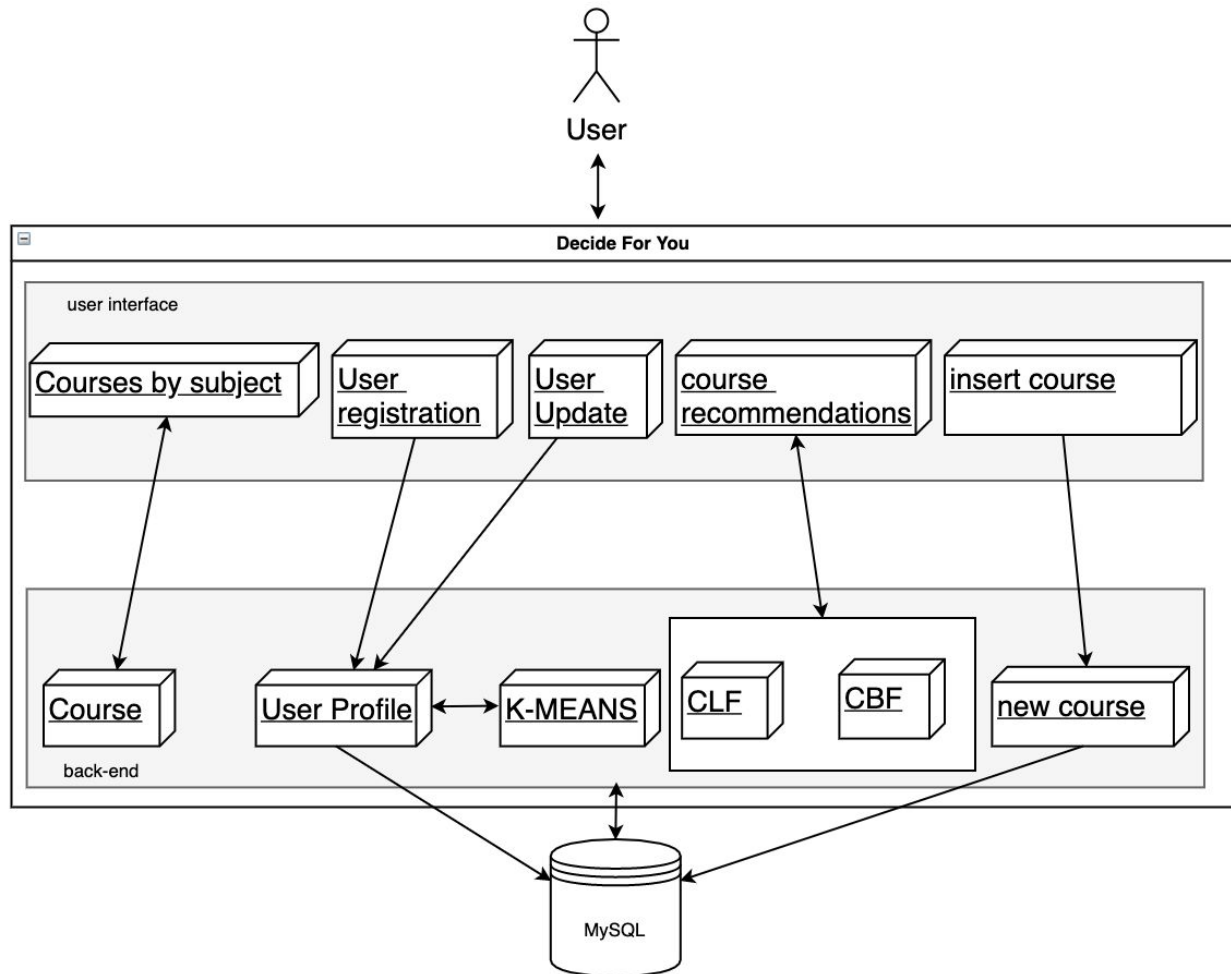 User
Decide For You
user interface
Courses by subject
User
registration
User
Update
course
recommendations
insert course
Course
User Profile
K-MEANS
CLF
CBF
new course
back-end
MySQL